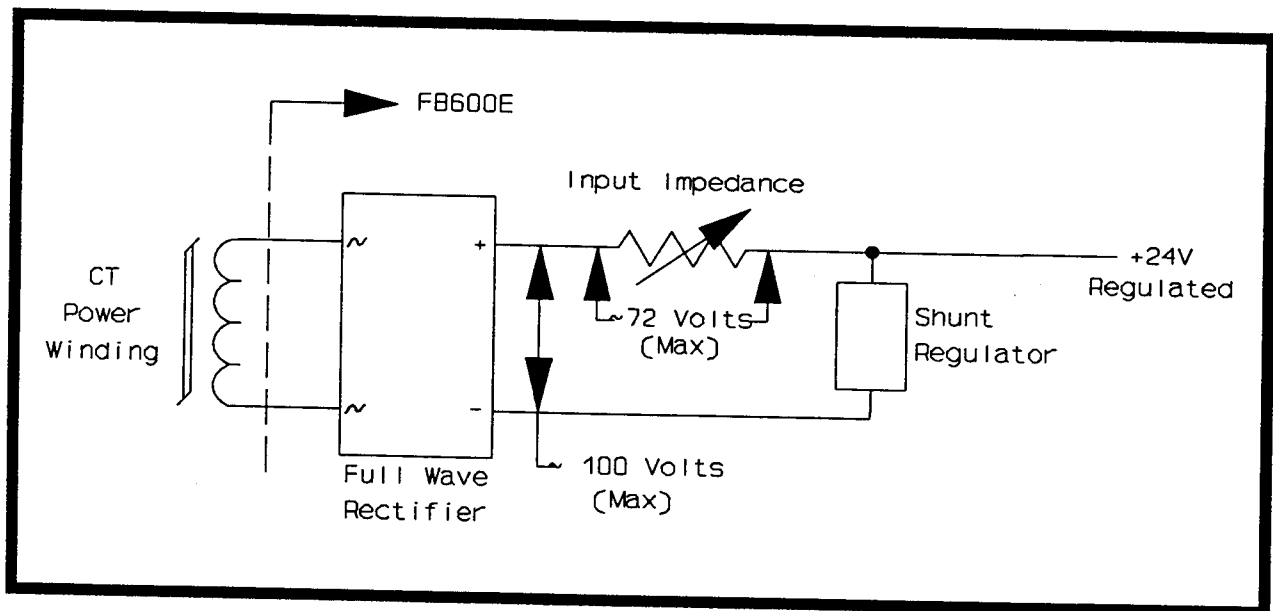 FB600E
Input Impedance
CT
Power
Winding
~
+
~
-
~72 Volts
(Max)
+24V
Regulated
Shunt
Regulator
Full Wave
Rectifier
~ 100 Volts
(Max)